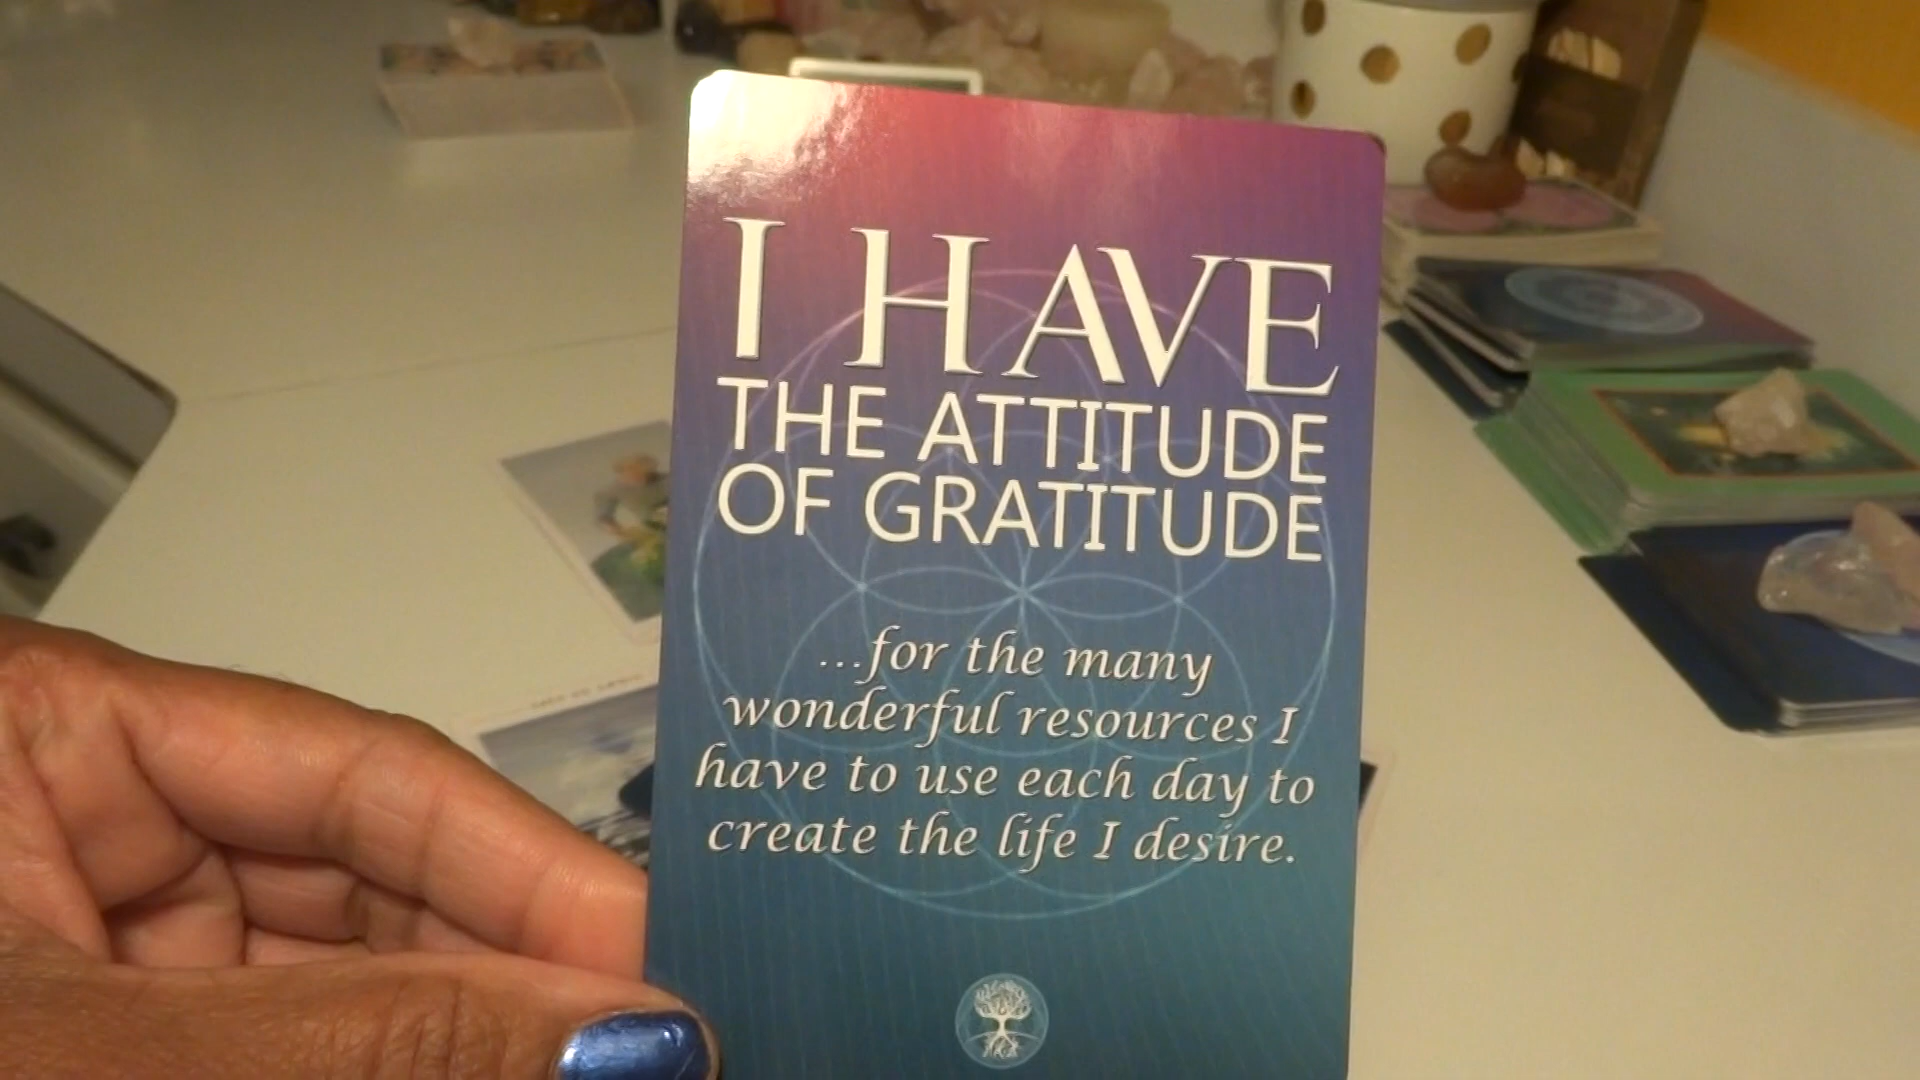 I HAVE
THE ATTITUDE
OF GRATITUDE
...for the many
wonderful resources I
have to use each day to
create the life I desire.